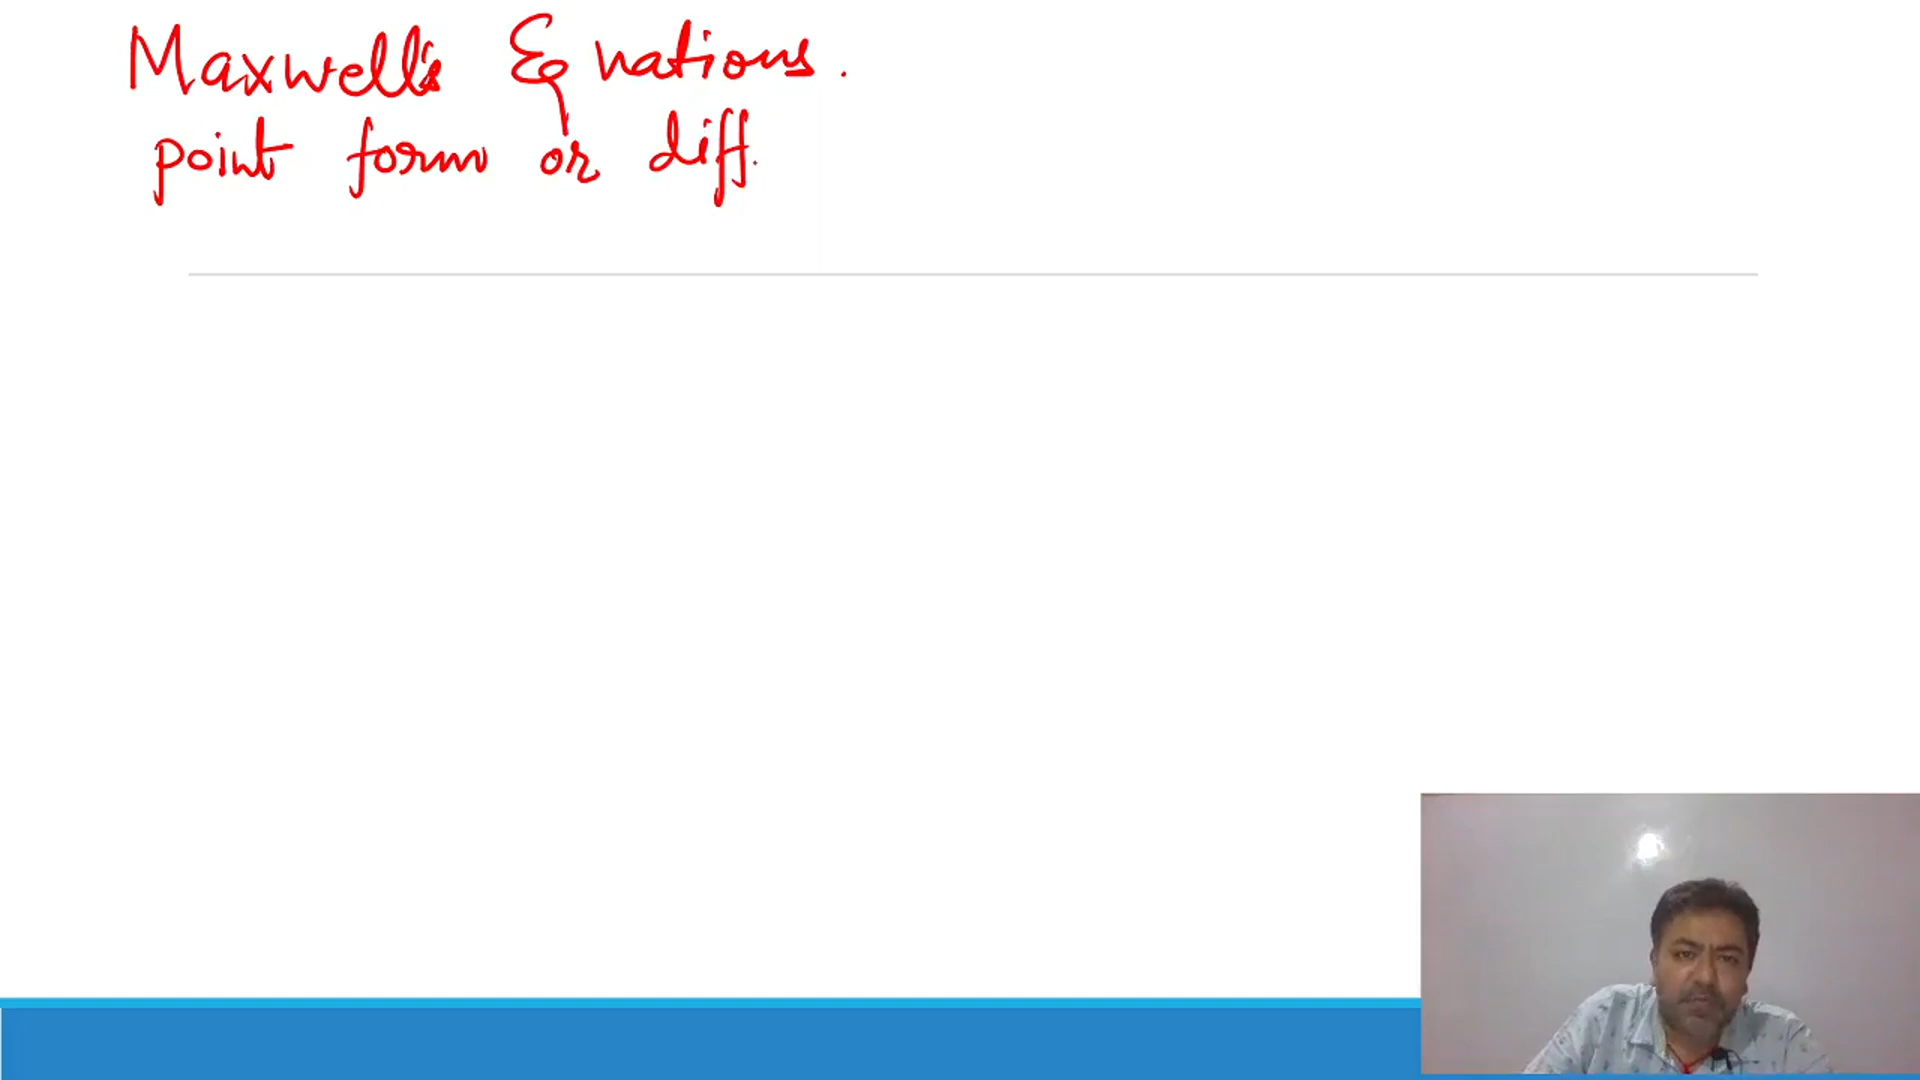 Maxwell's Equations.
point form or diff.